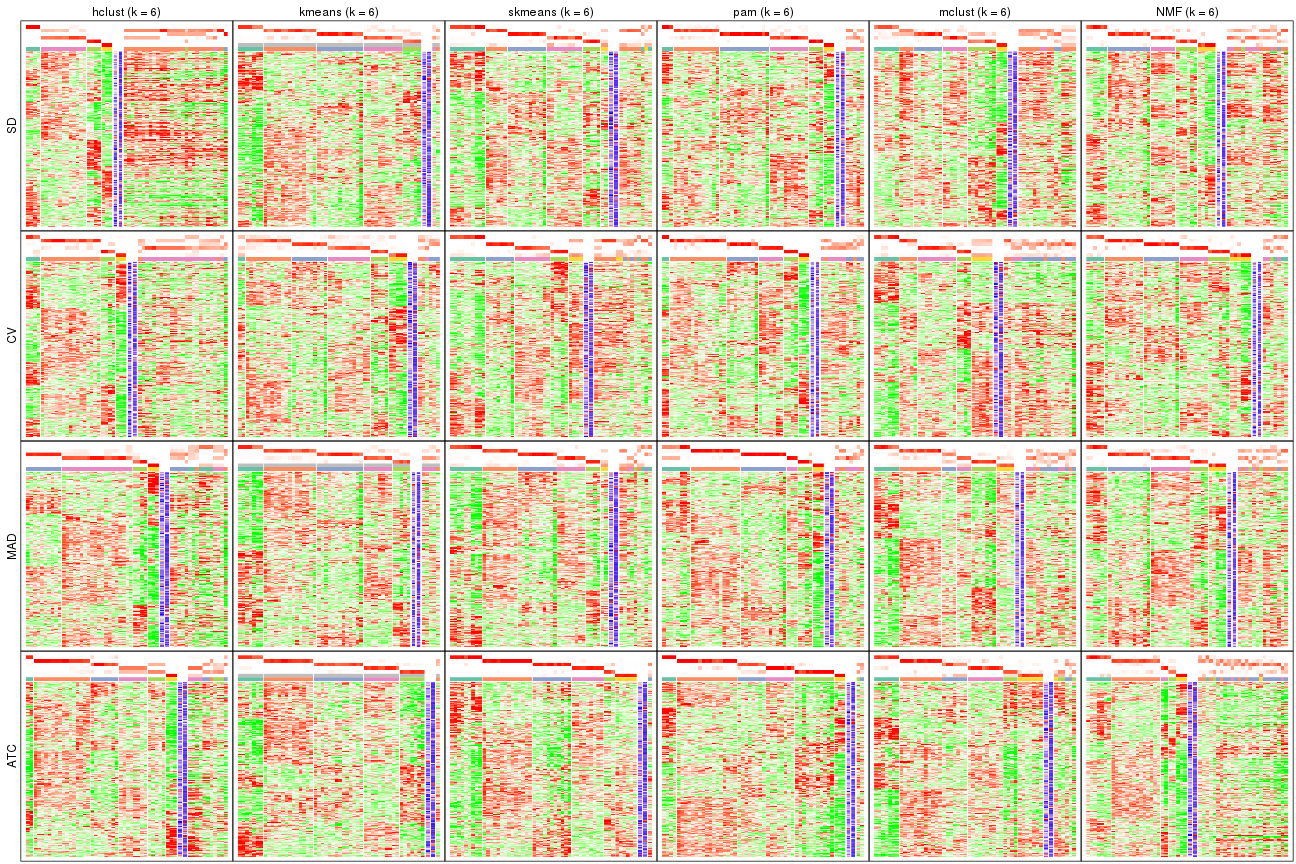 hclust (k = 6) kmeans (k = 6) skmeans (k = 6) pam (k = 6) mclust (k = 6) NMF (k = 6)
SD
CV
MAD
ATC